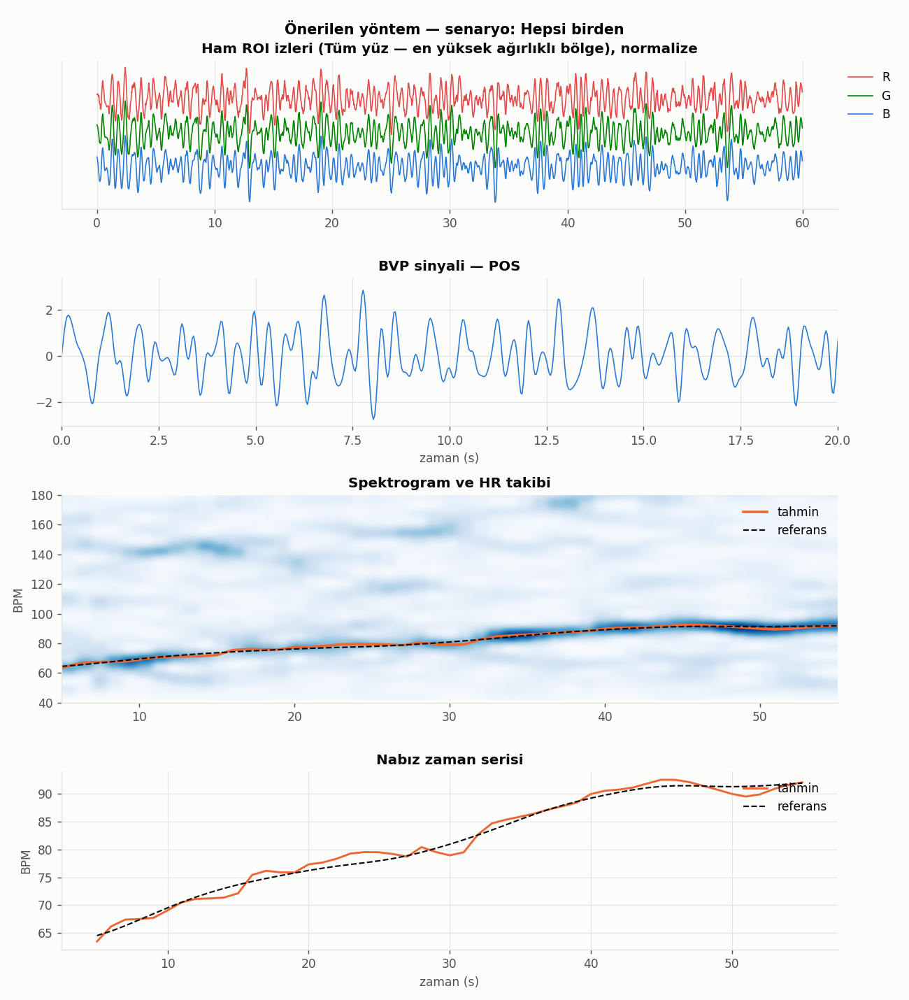 Önerilen yöntem — senaryo: Hepsi birden
Ham ROI izleri (Tüm yüz — en yüksek ağırlıklı bölge), normalize
R
G
B
0 10 20 30 40 50 60
BVP sinyali — POS
2
0
−2
0.0 2.5 5.0 7.5 10.0 12.5 15.0 17.5 20.0
zaman (s)
Spektrogram ve HR takibi
180
160
140
120
100
80
60
40
BPM
tahmin
referans
10 20 30 40 50
Nabız zaman serisi
90
85
80
75
70
65
BPM
tahmin
referans
10 20 30 40 50
zaman (s)